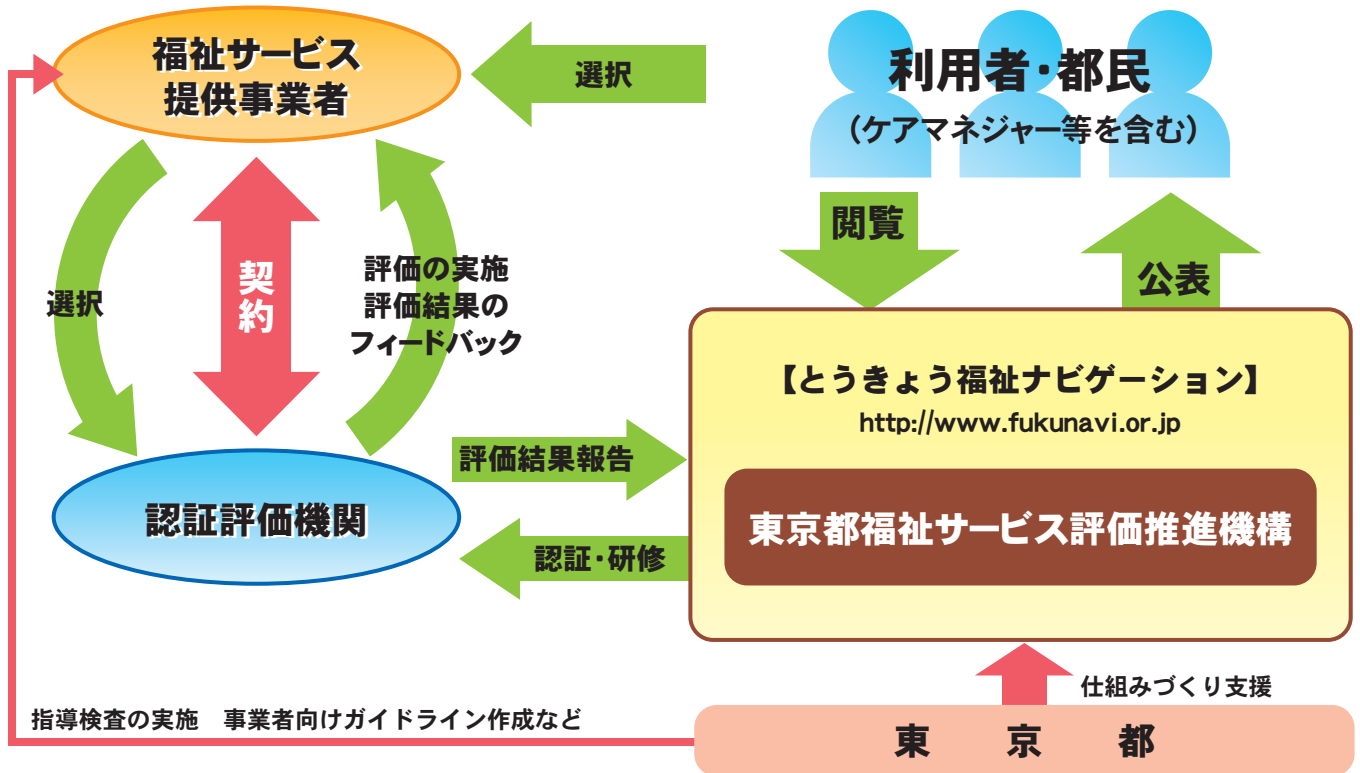 福祉サービス
提供事業者
選択
利用者・都民
（ケアマネジャー等を含む）
閲覧
公表
選択
契
約
評価の実施
評価結果の
フィードバック
【とうきょう福祉ナビゲーション】
http://www.fukunavi.or.jp
評価結果報告
東京都福祉サービス評価推進機構
認証評価機関
認証・研修
仕組みづくり支援
指導検査の実施　事業者向けガイドライン作成など
東　京　都